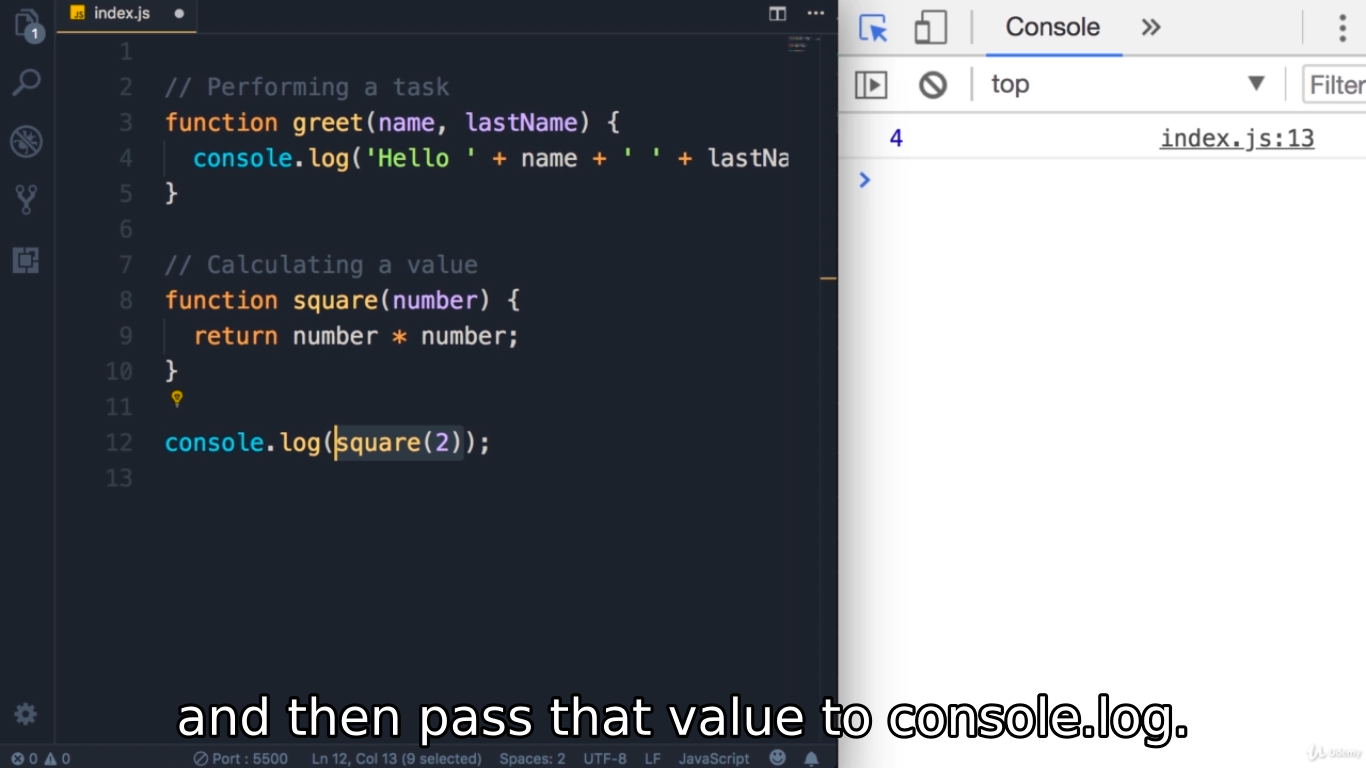 index.js
1
1
2 // Performing a task
3 function greet(name, lastName) {
4 console.log('Hello ' + name + ' ' + lastNa
5 }
6
7 // Calculating a value
8 function square(number) {
9 return number * number;
10 }
11
12 console.log(square(2));
13
Console
top
Filter
4 index.js:13
and then pass that value to console.log.
0 0 Port : 5500 Ln 12, Col 13 (9 selected) Spaces: 2 UTF-8 LF JavaScript
Udemy